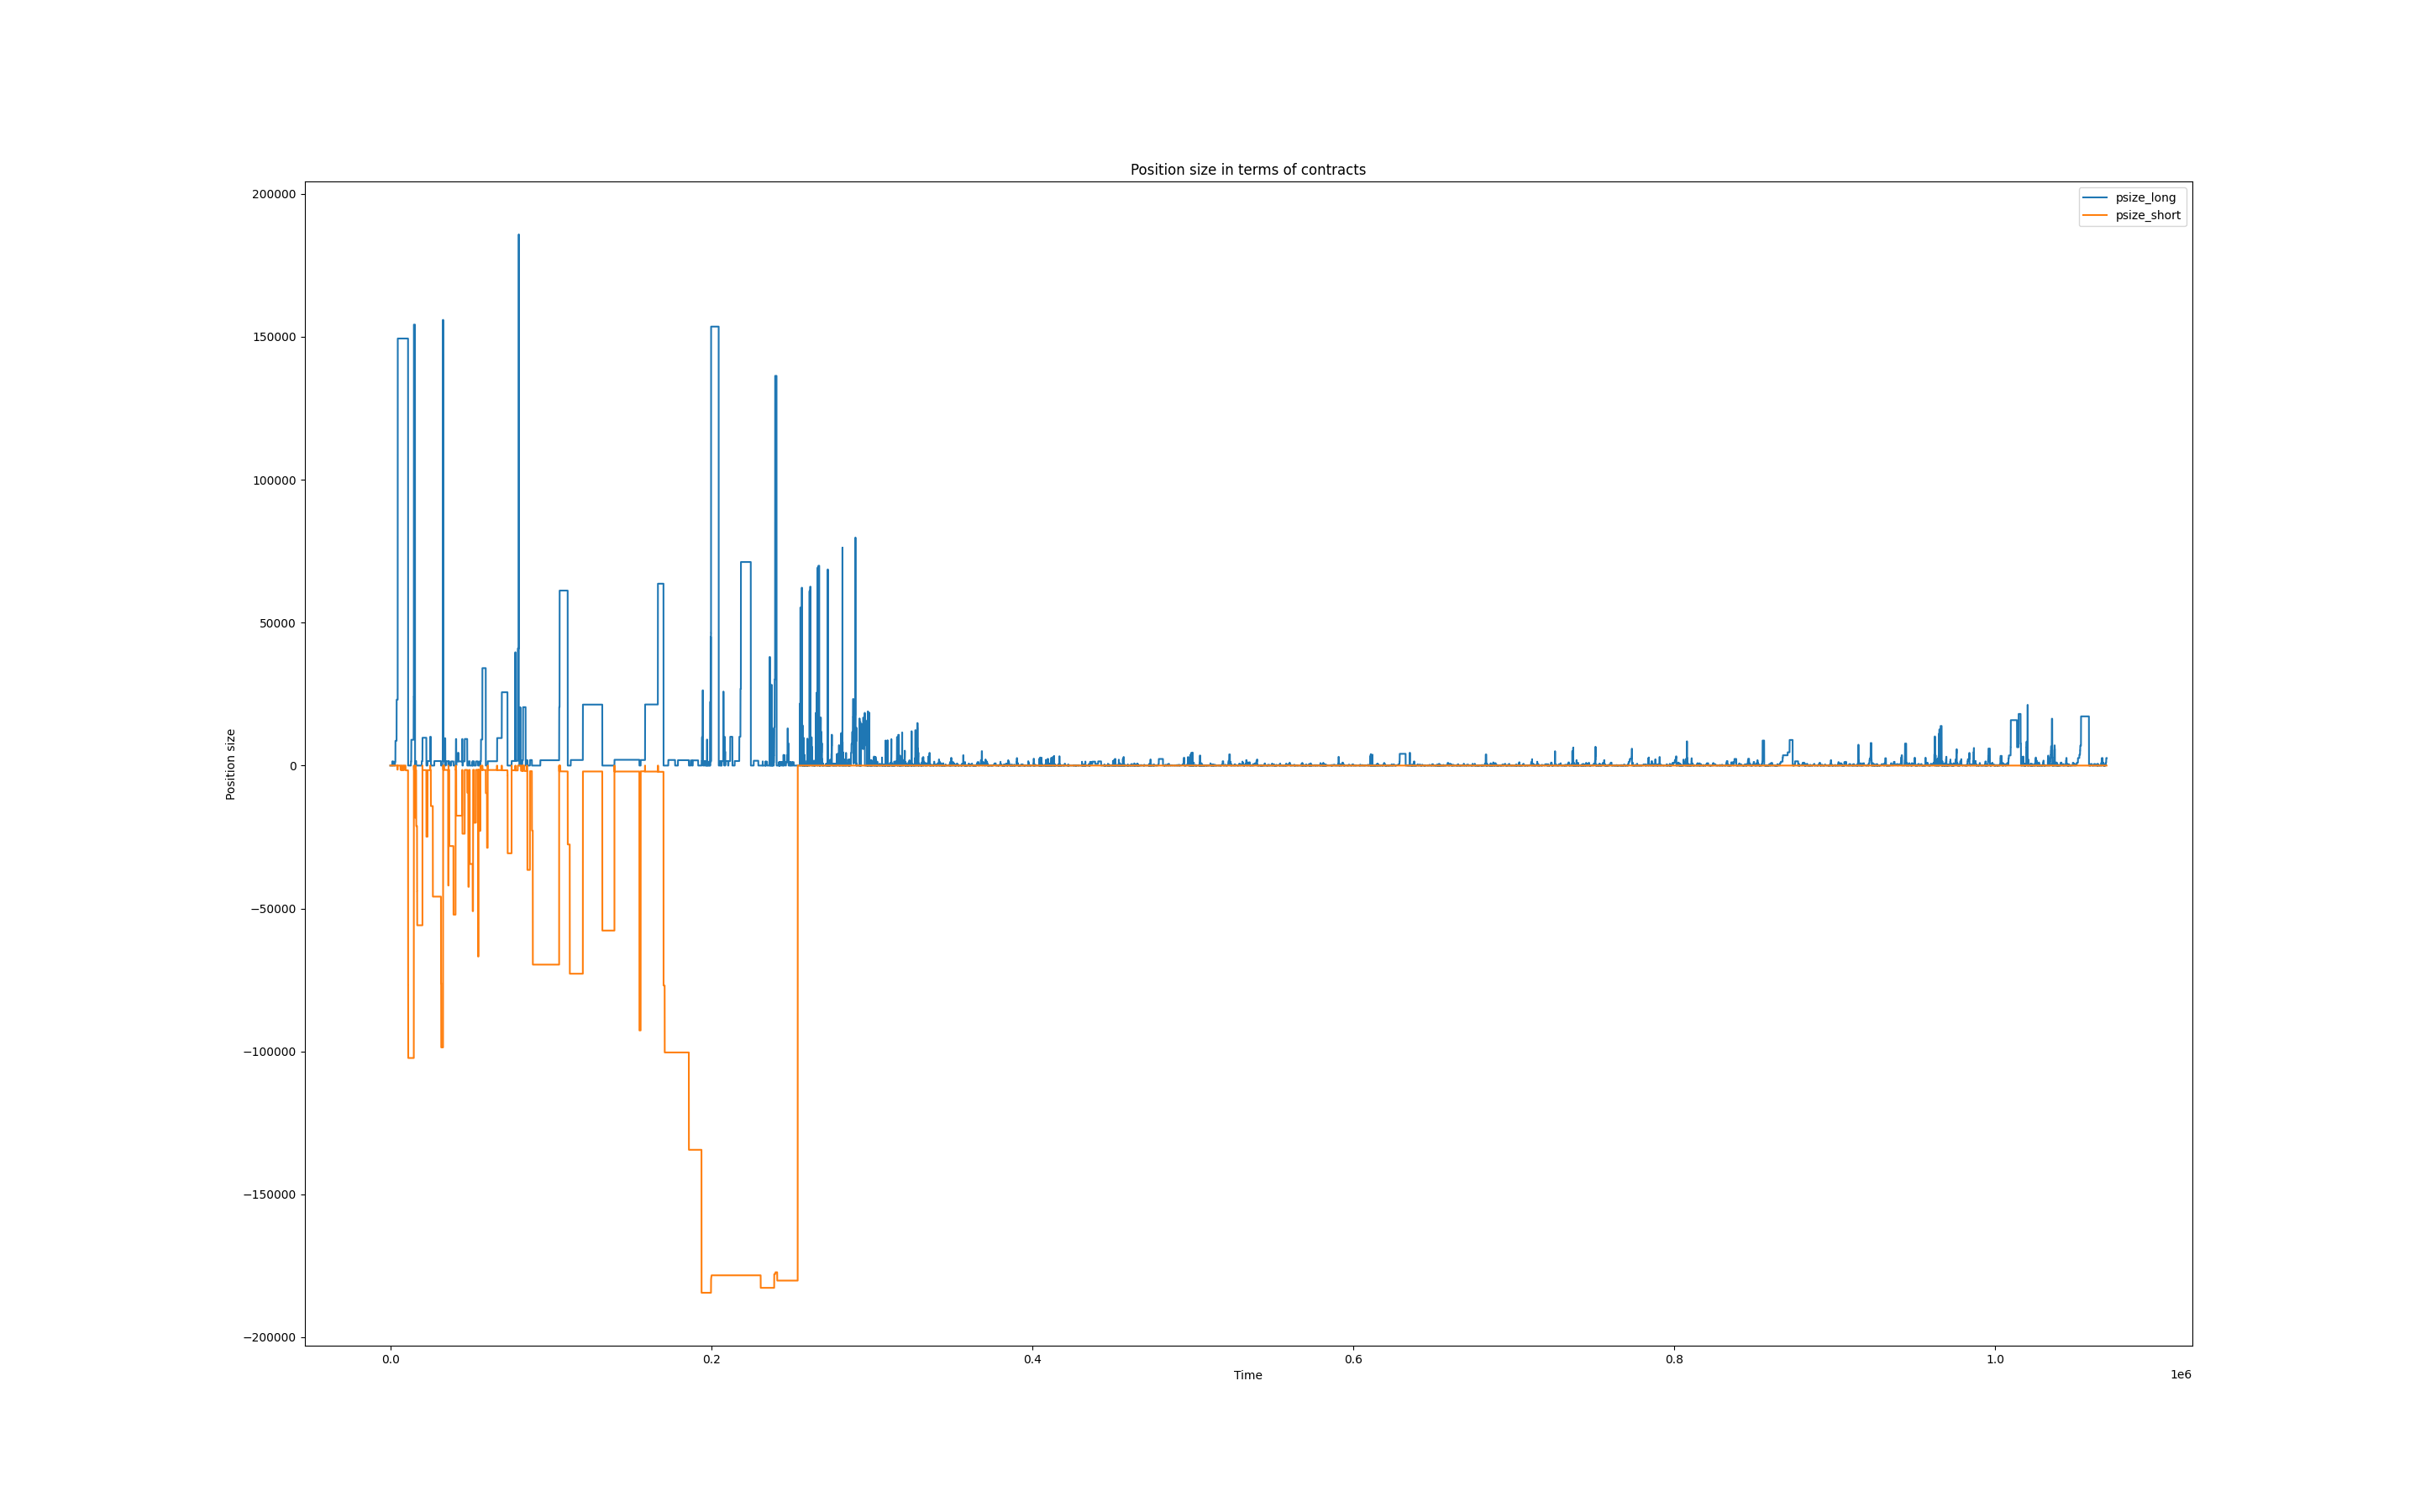 Position size in terms of contracts
psize_long
psize_short
200000
150000
100000
50000
0
−50000
−100000
−150000
−200000
Position size
0.0
0.2
0.4
0.6
0.8
1.0
1e6
Time